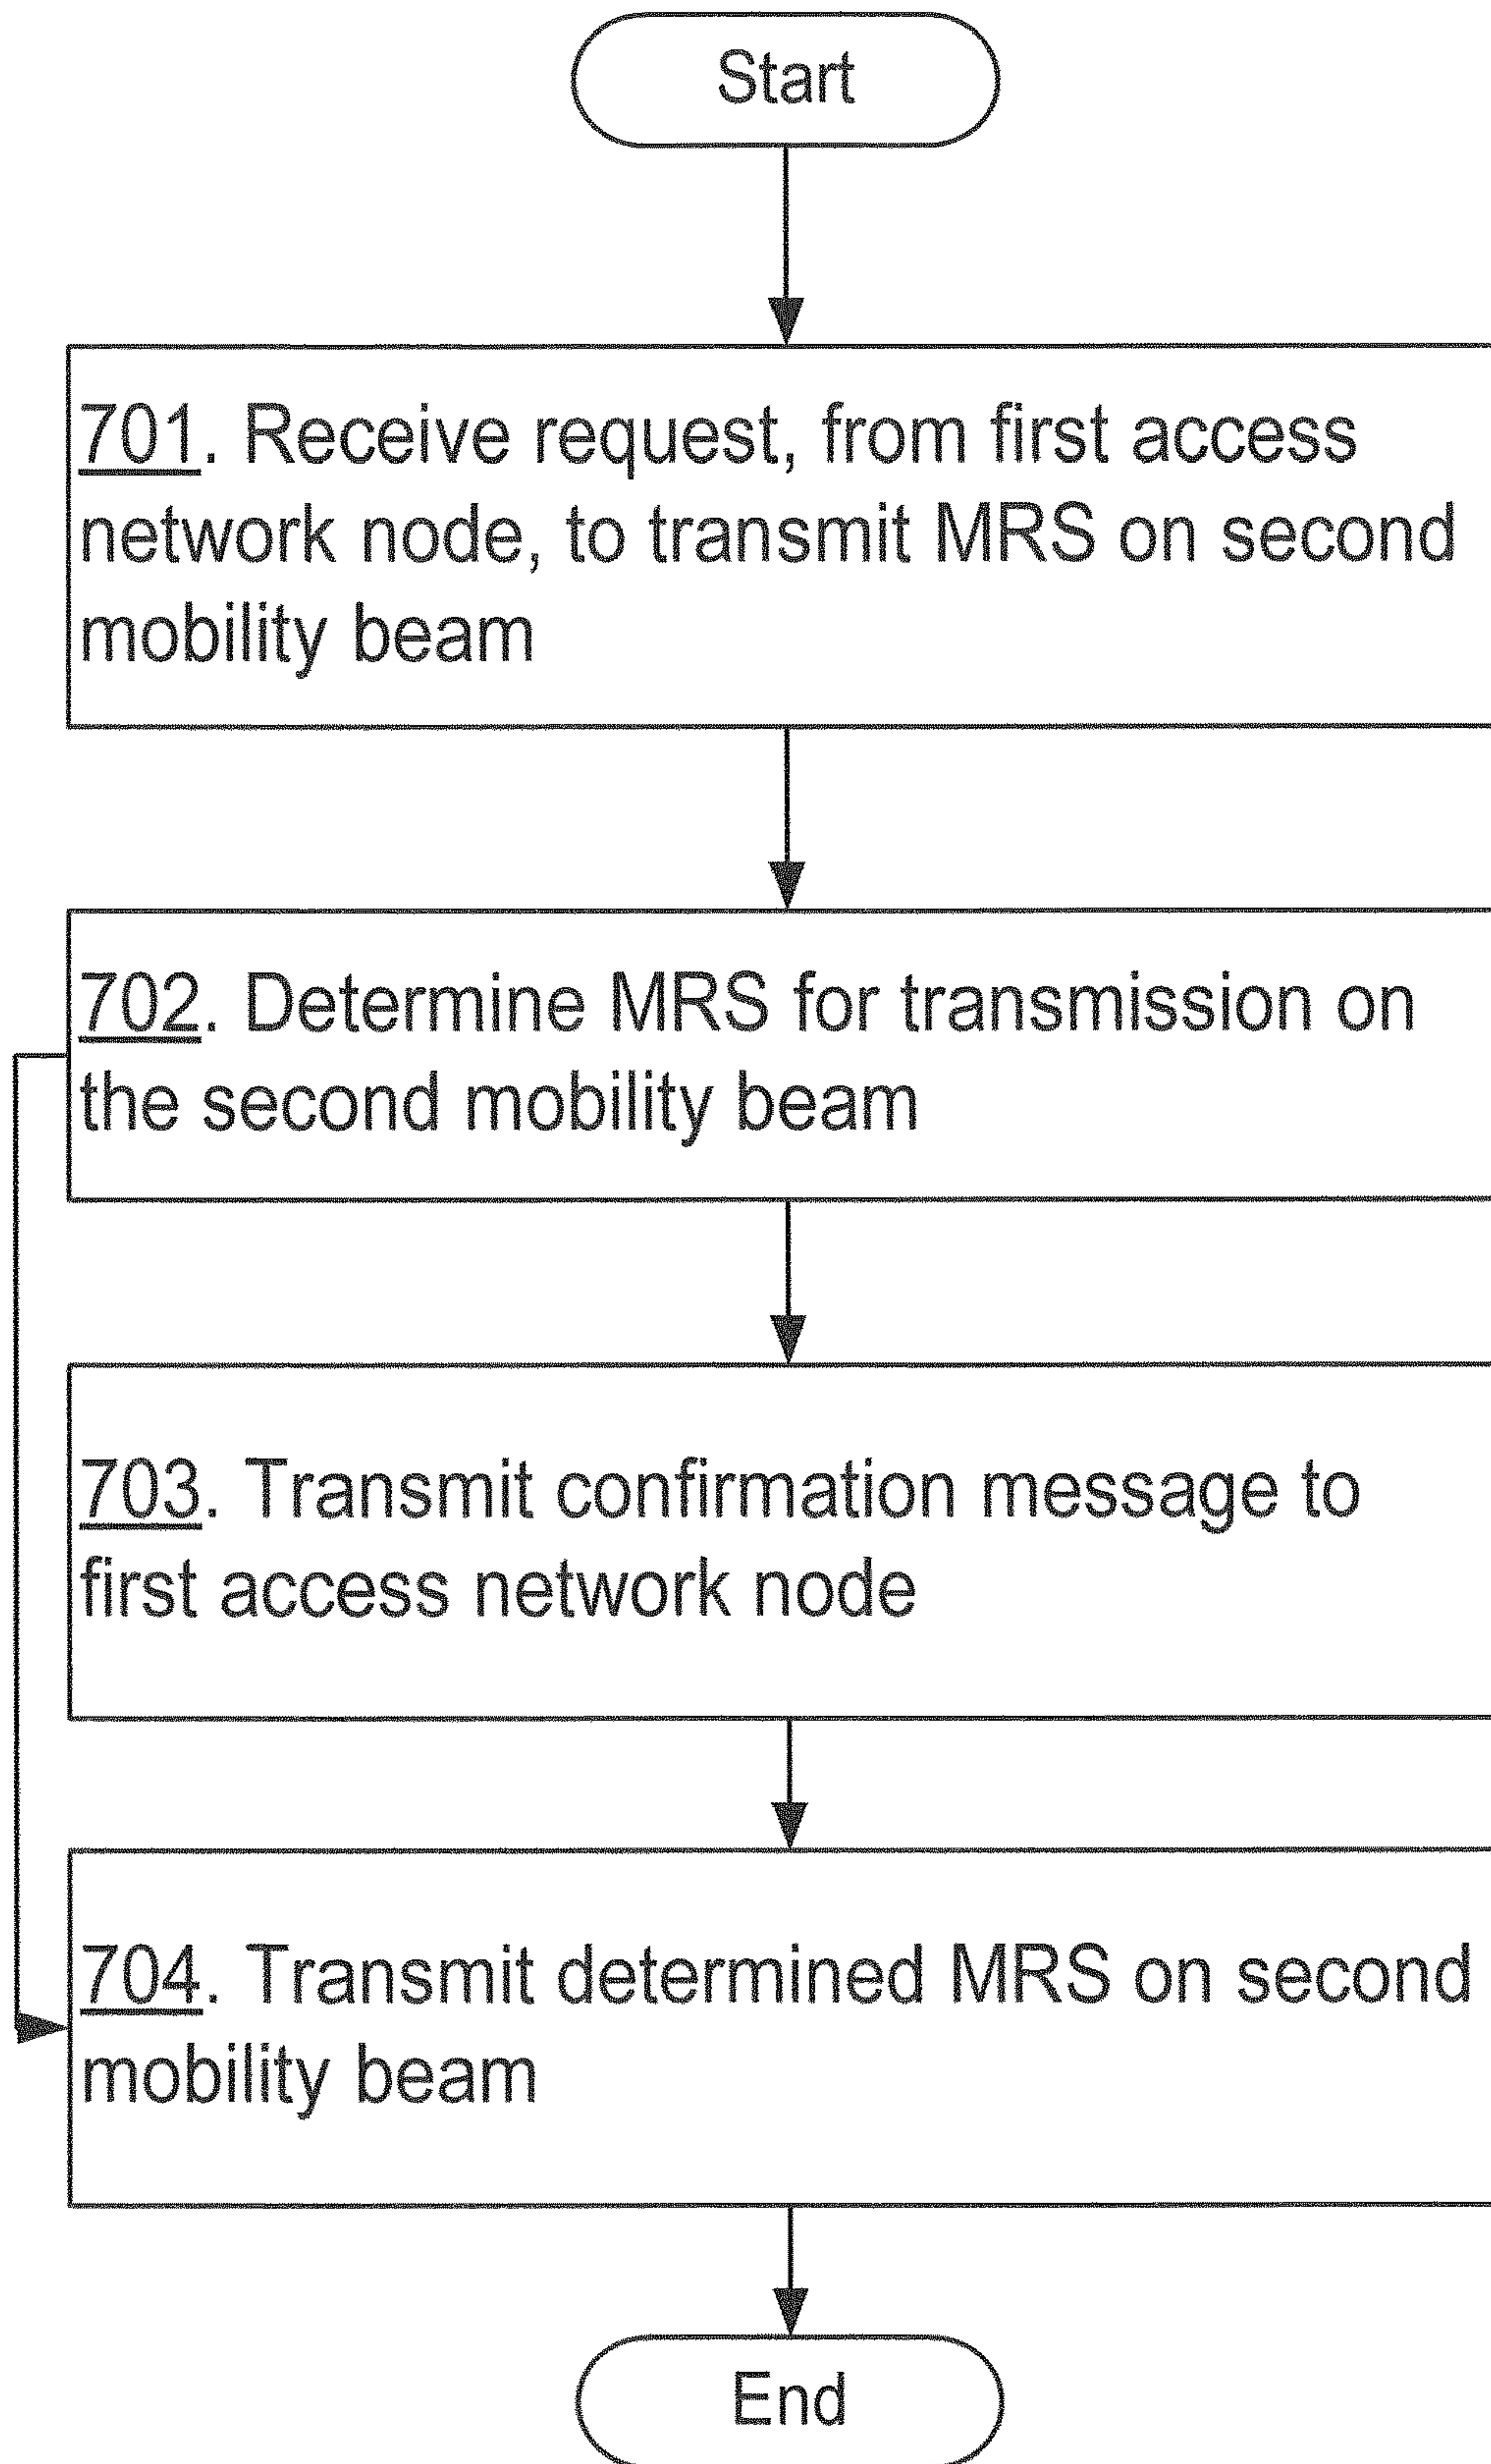 Start
701. Receive request, from first access
network node, to transmit MRS on second
mobility beam
702. Determine MRS for transmission on
the second mobility beam
703. Transmit confirmation message to
first access network node
704. Transmit determined MRS on second
mobility beam
End